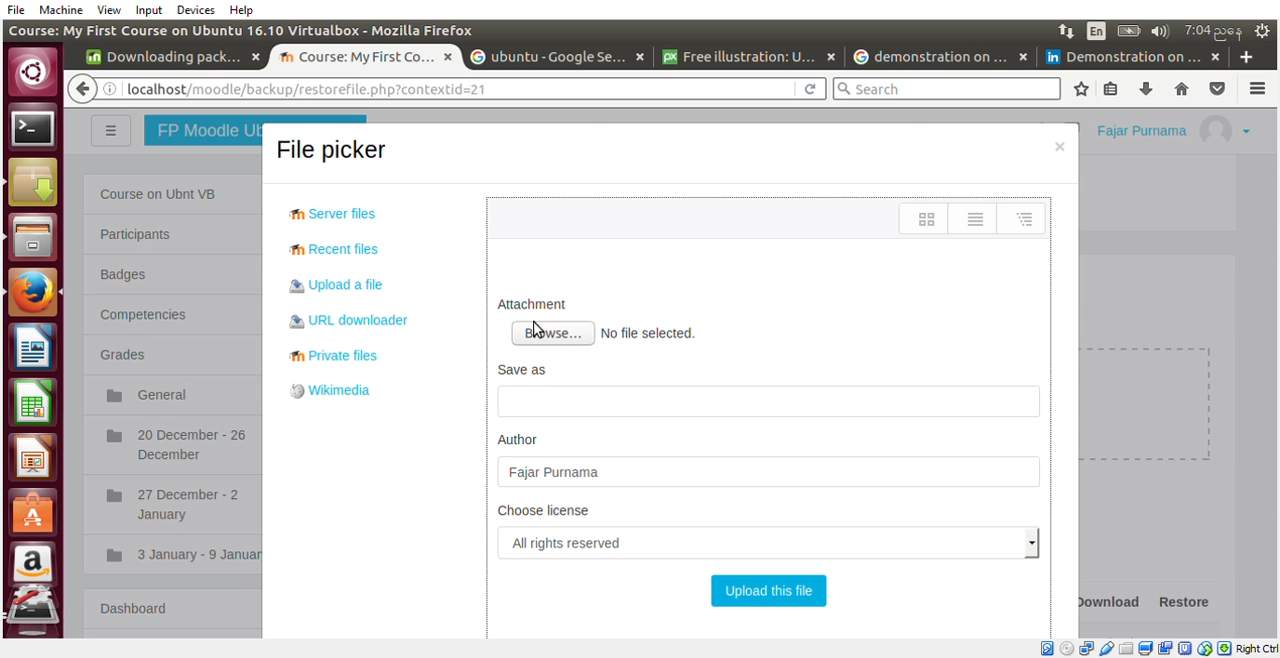 File Machine View Input Devices Help
Course: My First Course on Ubuntu 16.10 Virtualbox - Mozilla Firefox
En 7:04 ညနေ
Downloading pack... × Course: My First Co... × ubuntu - Google Se... × Free illustration: U... × demonstration on ... × Demonstration on ... × +
localhost/moodle/backup/restorefile.php?contextid=21 Search
FP Moodle Ub Fajar Purnama
File picker ×
Course on Ubnt VB
Participants
Badges
Competencies
Grades
General
20 December - 26
December
27 December - 2
January
3 January - 9 Januar
Dashboard
Server files
Recent files
Upload a file
URL downloader
Private files
Wikimedia
Attachment
Browse... No file selected.
Save as
Author
Fajar Purnama
Choose license
All rights reserved
Upload this file
Download Restore
Right Ctrl